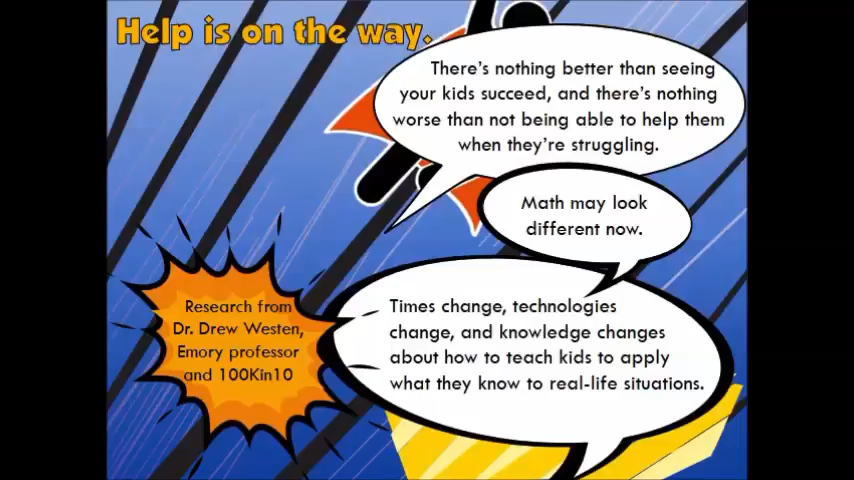 Help is on the way.
There's nothing better than seeing
your kids succeed, and there's nothing
worse than not being able to help them
when they're struggling.
Math may look
different now.
Times change, technologies
change, and knowledge changes
about how to teach kids to apply
what they know to real-life situations.
Research from
Dr. Drew Westen,
Emory professor
and 100Kin10